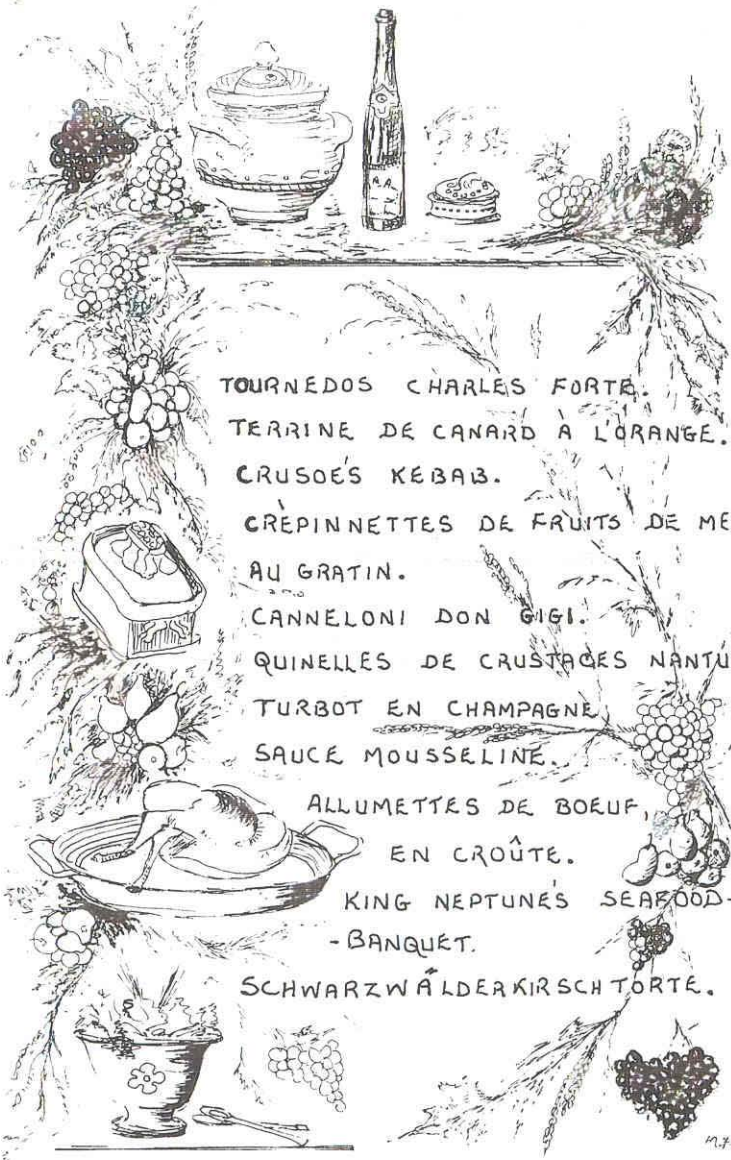 TOURNEDOS CHARLES FORTE.
TERRINE DE CANARD À L'ORANGE.
CRUSOE'S KEBAB.
CRÈPINNETTES DE FRUITS DE ME
AU GRATIN.
CANNELONI DON GIGI.
QUINELLES DE CRUSTACES NANTU
TURBOT EN CHAMPAGNE
SAUCE MOUSSELINE.
ALLUMETTES DE BOEUF,
EN CROÛTE.
KING NEPTUNE'S SEAFOOD-
-BANQUET.
SCHWARZWÄLDERKIRSCHTORTE.